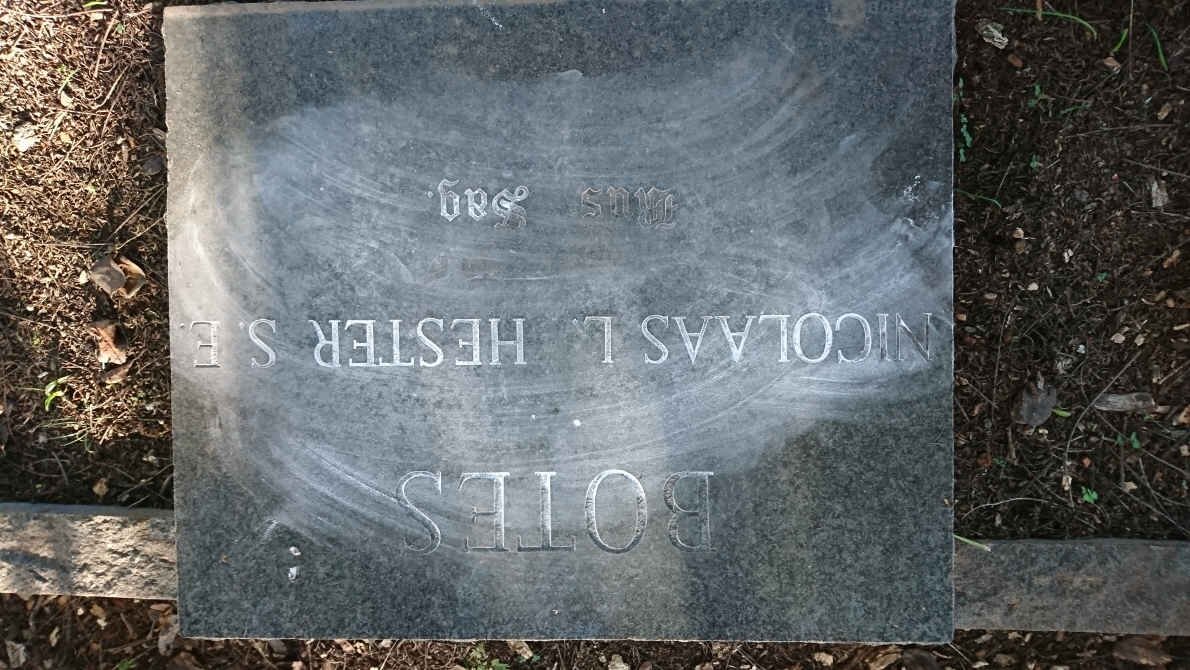 BOTES
NICOLAAS L. HESTER S. E.
Rus Sag.